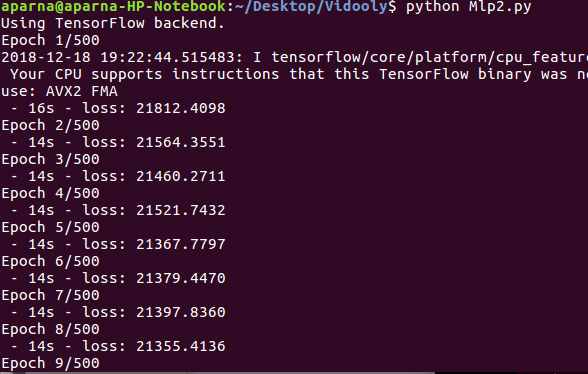 aparna@aparna-HP-Notebook:~/Desktop/Vidooly$ python Mlp2.py
Using TensorFlow backend.
Epoch 1/500
2018-12-18 19:22:44.515483: I tensorflow/core/platform/cpu_feature
Your CPU supports instructions that this TensorFlow binary was
use: AVX2 FMA
- 16s - loss: 21812.4098
Epoch 2/500
- 14s - loss: 21564.3551
Epoch 3/500
- 14s - loss: 21460.2711
Epoch 4/500
- 14s - loss: 21521.7432
Epoch 5/500
- 14s - loss: 21367.7797
Epoch 6/500
- 14s - loss: 21379.4470
Epoch 7/500
- 14s - loss: 21397.8360
Epoch 8/500
- 14s - loss: 21355.4136
Epoch 9/500